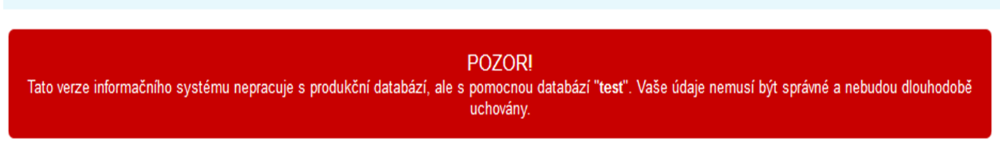 POZOR!
Tato verze informačního systému nepracuje s produkční databází, ale s pomocnou databází "test". Vaše údaje nemusí být správné a nebudou dlouhodobě
uchovány.